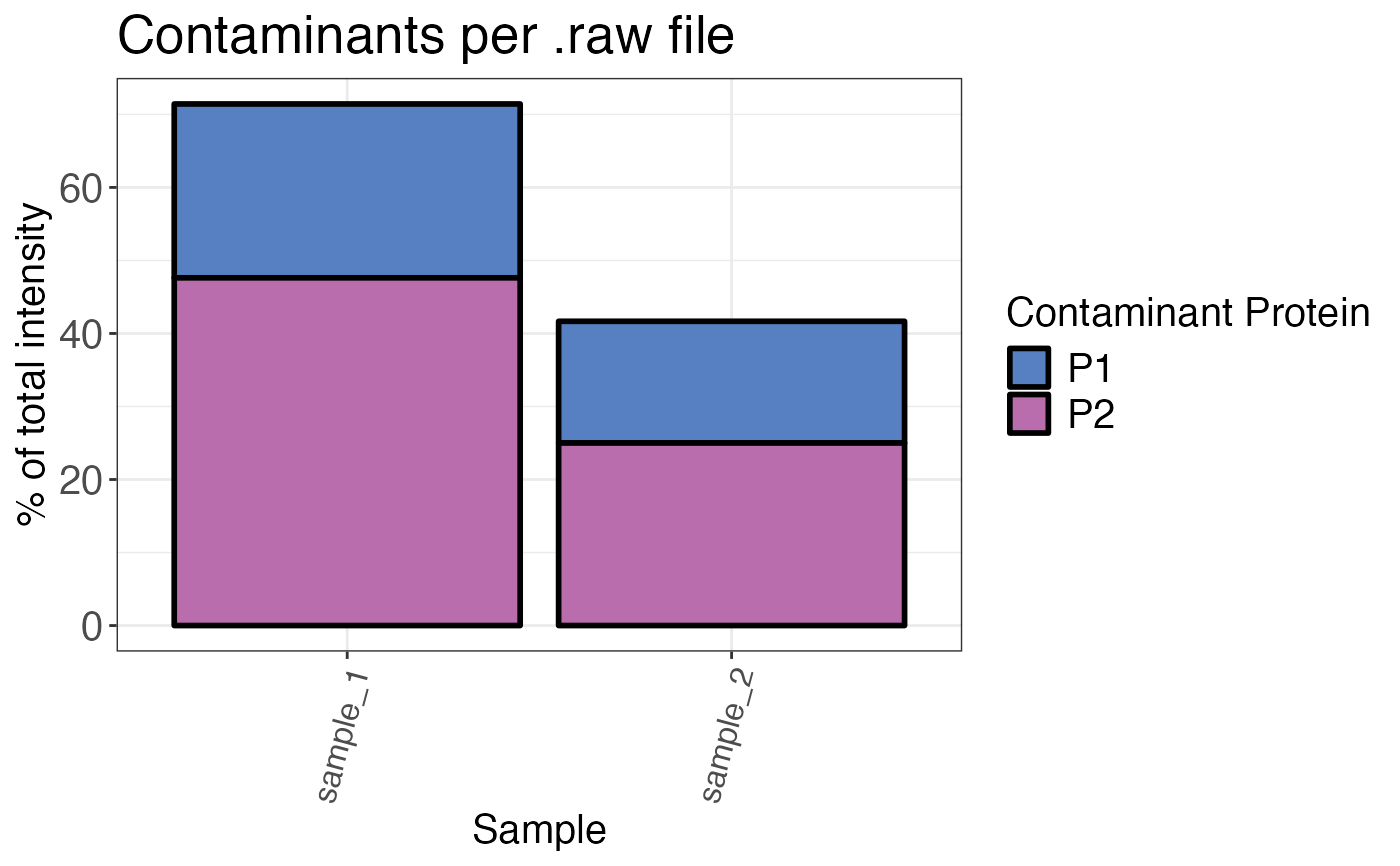 Contaminants per .raw file
% of total intensity
60
40
20
0
sample_1
sample_2
Sample
Contaminant Protein
P1
P2